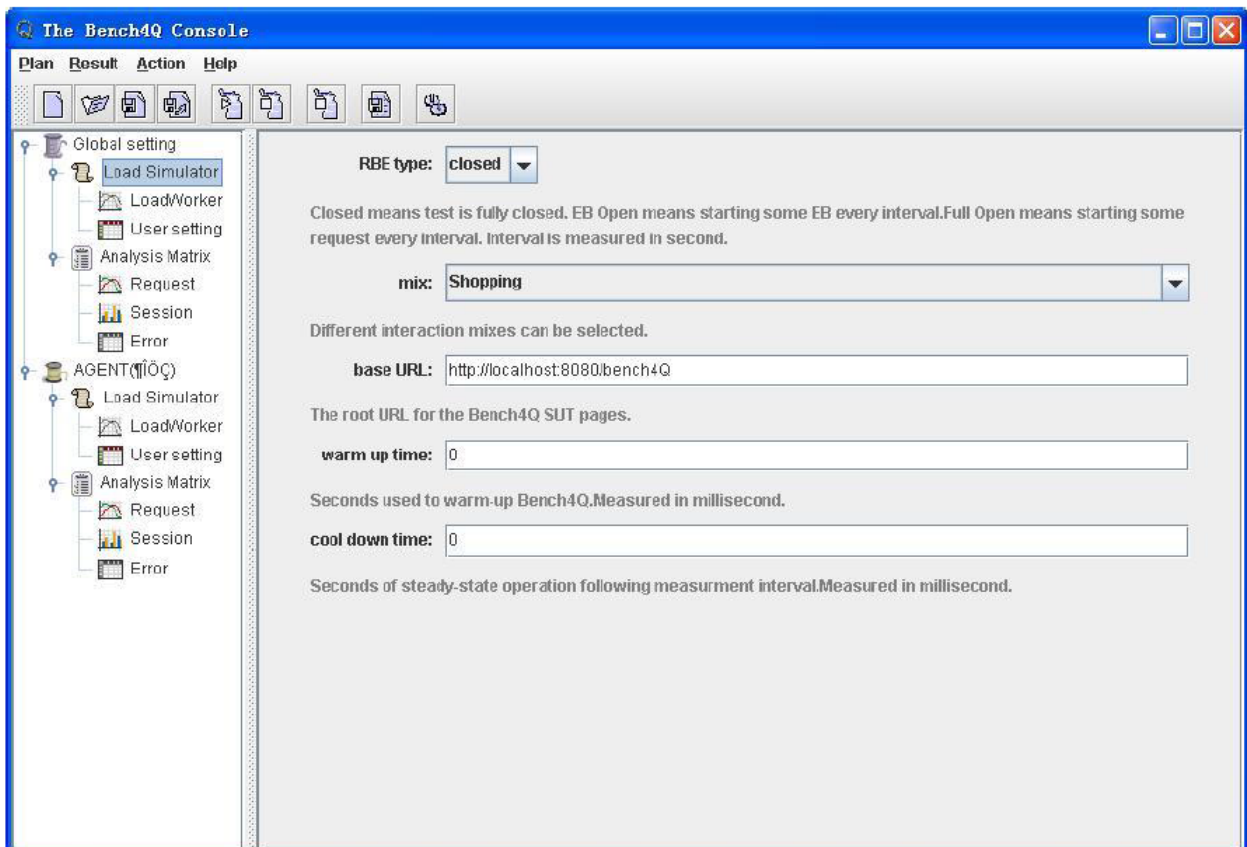 The Bench4Q Console
Plan Result Action Help
Global setting
Load Simulator
LoadWorker
User setting
Analysis Matrix
Request
Session
Error
AGENT(¶ÎÖÇ)
Load Simulator
LoadWorker
User setting
Analysis Matrix
Request
Session
Error
RBE type: closed
Closed means test is fully closed. EB Open means starting some EB every interval.Full Open means starting some
request every interval. Interval is measured in second.
mix: Shopping
Different interaction mixes can be selected.
base URL: http://localhost:8080/bench4Q
The root URL for the Bench4Q SUT pages.
warm up time: 0
Seconds used to warm-up Bench4Q.Measured in millisecond.
cool down time: 0
Seconds of steady-state operation following measurment interval.Measured in millisecond.